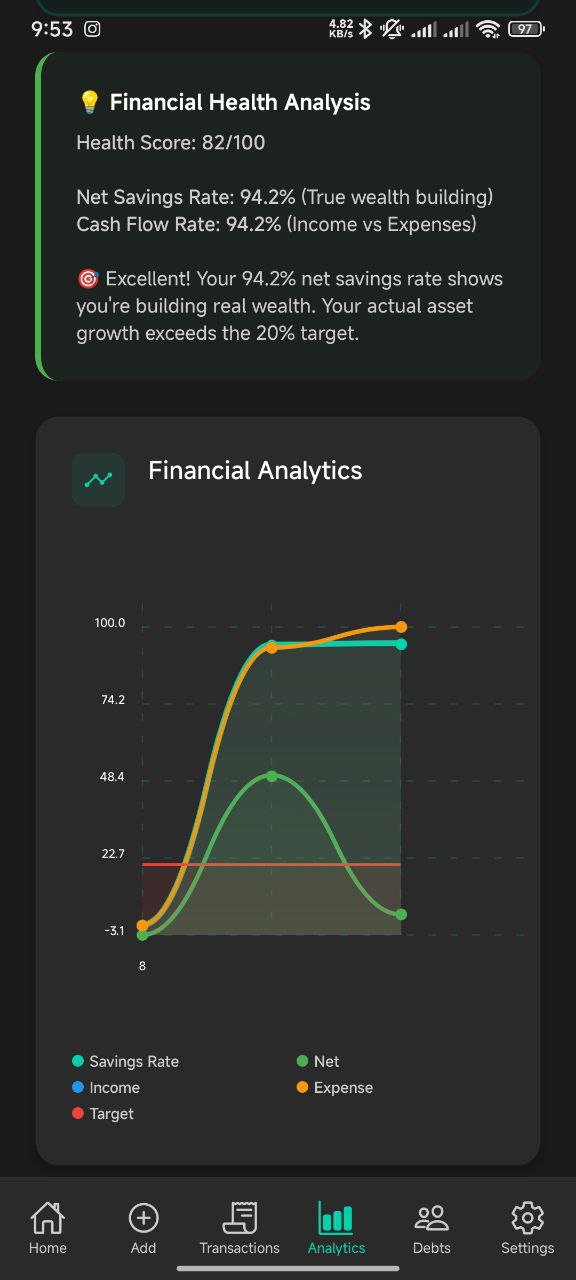 9:53
4.82
KB/s
97
💡 Financial Health Analysis
Health Score: 82/100
Net Savings Rate: 94.2% (True wealth building)
Cash Flow Rate: 94.2% (Income vs Expenses)
🎯 Excellent! Your 94.2% net savings rate shows
you're building real wealth. Your actual asset
growth exceeds the 20% target.
Financial Analytics
100.0
74.2
48.4
22.7
-3.1
8
Savings Rate
Net
Income
Expense
Target
Home
Add
Transactions
Analytics
Debts
Settings